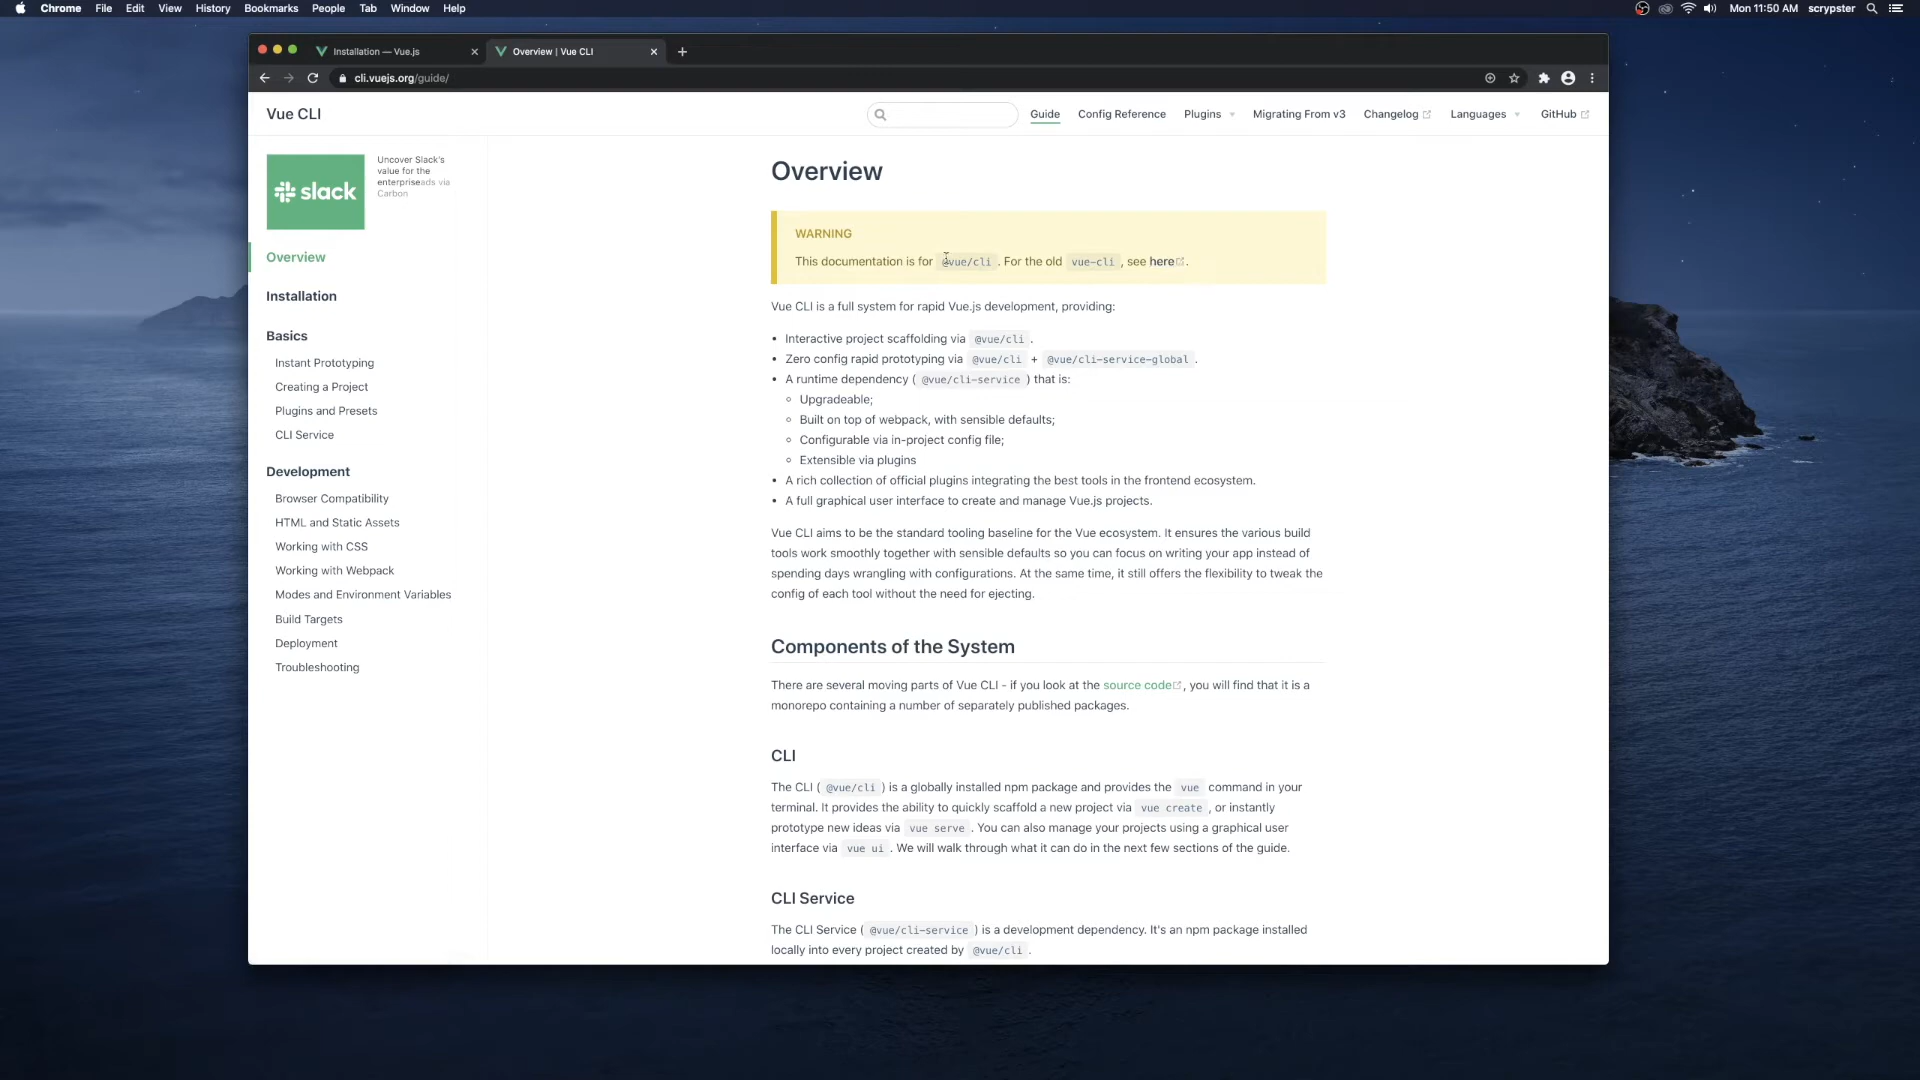 Chrome File Edit View History Bookmarks People Tab Window Help
Mon 11:50 AM scrypster
Installation — Vue.js
Overview | Vue CLI
cli.vuejs.org/guide/
Vue CLI
Guide Config Reference Plugins Migrating From v3 Changelog Languages GitHub
slack
Uncover Slack's
value for the
enterpriseads via
Carbon
Overview
Installation
Basics
Instant Prototyping
Creating a Project
Plugins and Presets
CLI Service
Development
Browser Compatibility
HTML and Static Assets
Working with CSS
Working with Webpack
Modes and Environment Variables
Build Targets
Deployment
Troubleshooting
Overview
WARNING
This documentation is for @vue/cli. For the old vue-cli, see here.
Vue CLI is a full system for rapid Vue.js development, providing:
• Interactive project scaffolding via @vue/cli.
• Zero config rapid prototyping via @vue/cli + @vue/cli-service-global.
• A runtime dependency (@vue/cli-service) that is:
◦ Upgradeable;
◦ Built on top of webpack, with sensible defaults;
◦ Configurable via in-project config file;
◦ Extensible via plugins
• A rich collection of official plugins integrating the best tools in the frontend ecosystem.
• A full graphical user interface to create and manage Vue.js projects.
Vue CLI aims to be the standard tooling baseline for the Vue ecosystem. It ensures the various build
tools work smoothly together with sensible defaults so you can focus on writing your app instead of
spending days wrangling with configurations. At the same time, it still offers the flexibility to tweak the
config of each tool without the need for ejecting.
Components of the System
There are several moving parts of Vue CLI - if you look at the source code, you will find that it is a
monorepo containing a number of separately published packages.
CLI
The CLI (@vue/cli) is a globally installed npm package and provides the vue command in your
terminal. It provides the ability to quickly scaffold a new project via vue create, or instantly
prototype new ideas via vue serve. You can also manage your projects using a graphical user
interface via vue ui. We will walk through what it can do in the next few sections of the guide.
CLI Service
The CLI Service (@vue/cli-service) is a development dependency. It's an npm package installed
locally into every project created by @vue/cli.